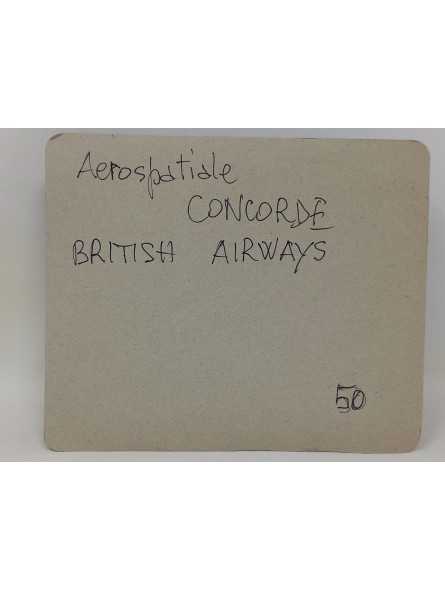 Aerospatiale
CONCORDE
BRITISH AIRWAYS
50